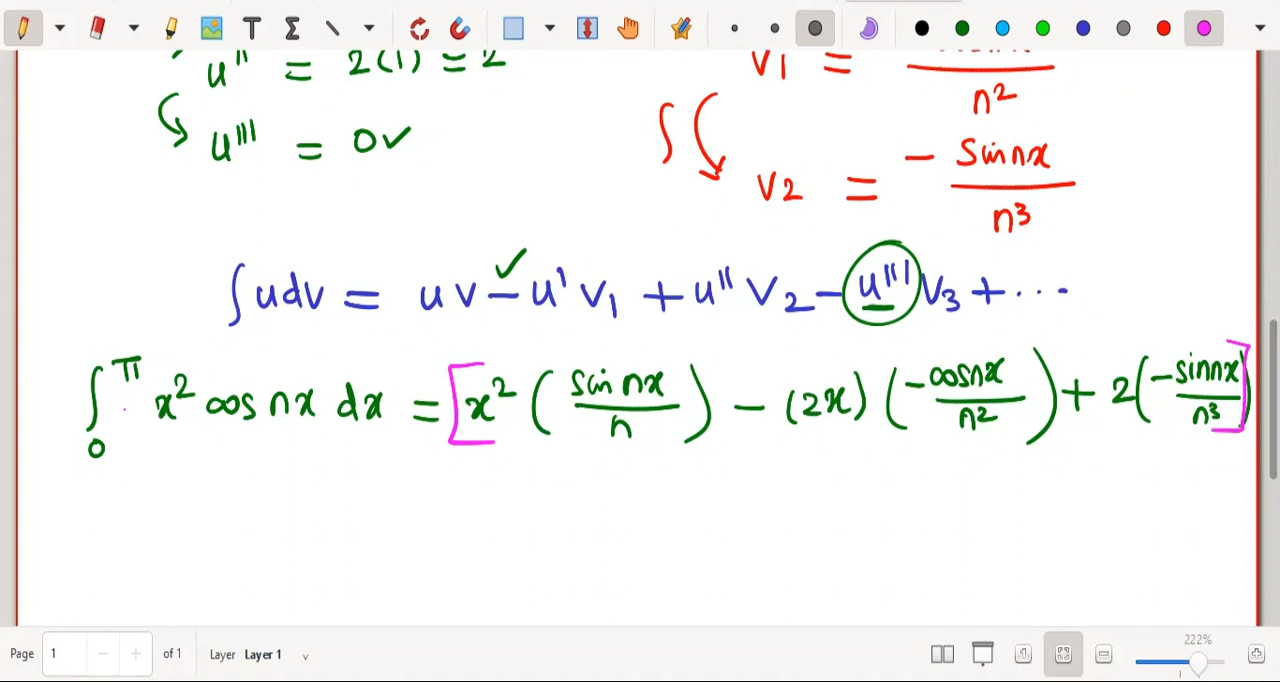 u'' = 2(1) = 2
v1 =
n²
u''' = 0✓
∫ v2 = - sin nx / n³
∫udv = uv - u'v₁ + u''v₂ - u'''v₃ + ...
∫₀^π x² cos nx dx = [x² (sin nx / n) - (2x) (-cos nx / n²) + 2(-sin nx / n³)]
Page 1 of 1 Layer Layer 1 222%